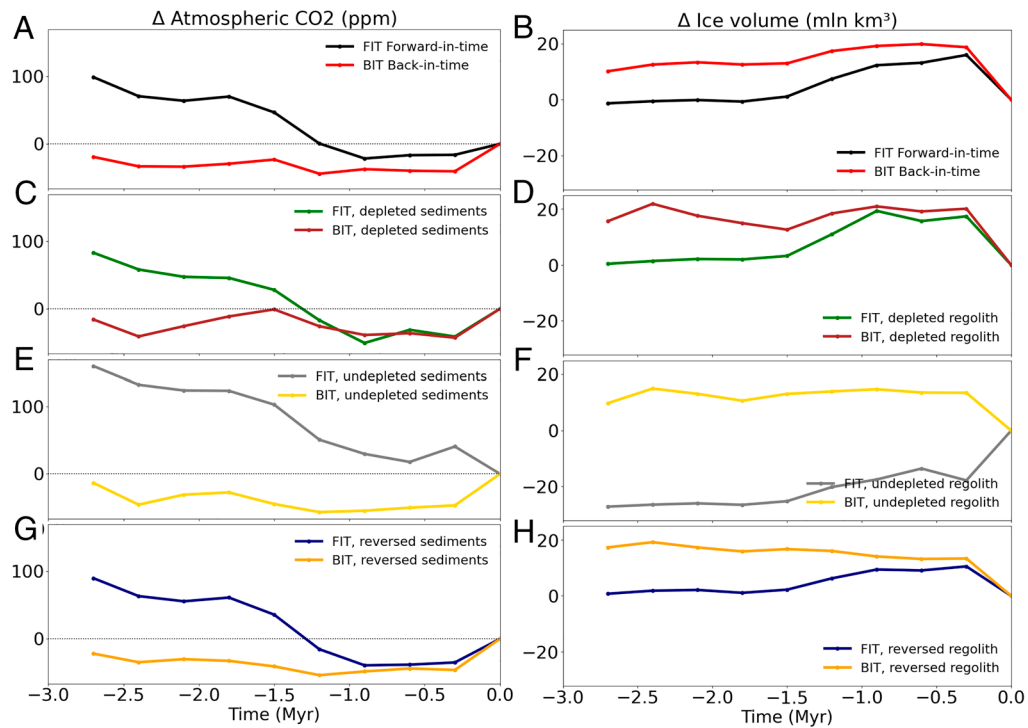 Δ Atmospheric CO2 (ppm)
Δ Ice volume (mln km³)
A
100
0
FIT Forward-in-time
BIT Back-in-time
B
20
0
−20
FIT Forward-in-time
BIT Back-in-time
C
100
0
FIT, depleted sediments
BIT, depleted sediments
D
20
0
−20
FIT, depleted regolith
BIT, depleted regolith
E
100
0
FIT, undepleted sediments
BIT, undepleted sediments
F
20
0
−20
FIT, undepleted regolith
BIT, undepleted regolith
G
100
0
FIT, reversed sediments
BIT, reversed sediments
−3.0 −2.5 −2.0 −1.5 −1.0 −0.5 0.0
Time (Myr)
H
20
0
−20
FIT, reversed regolith
BIT, reversed regolith
−3.0 −2.5 −2.0 −1.5 −1.0 −0.5 0.0
Time (Myr)